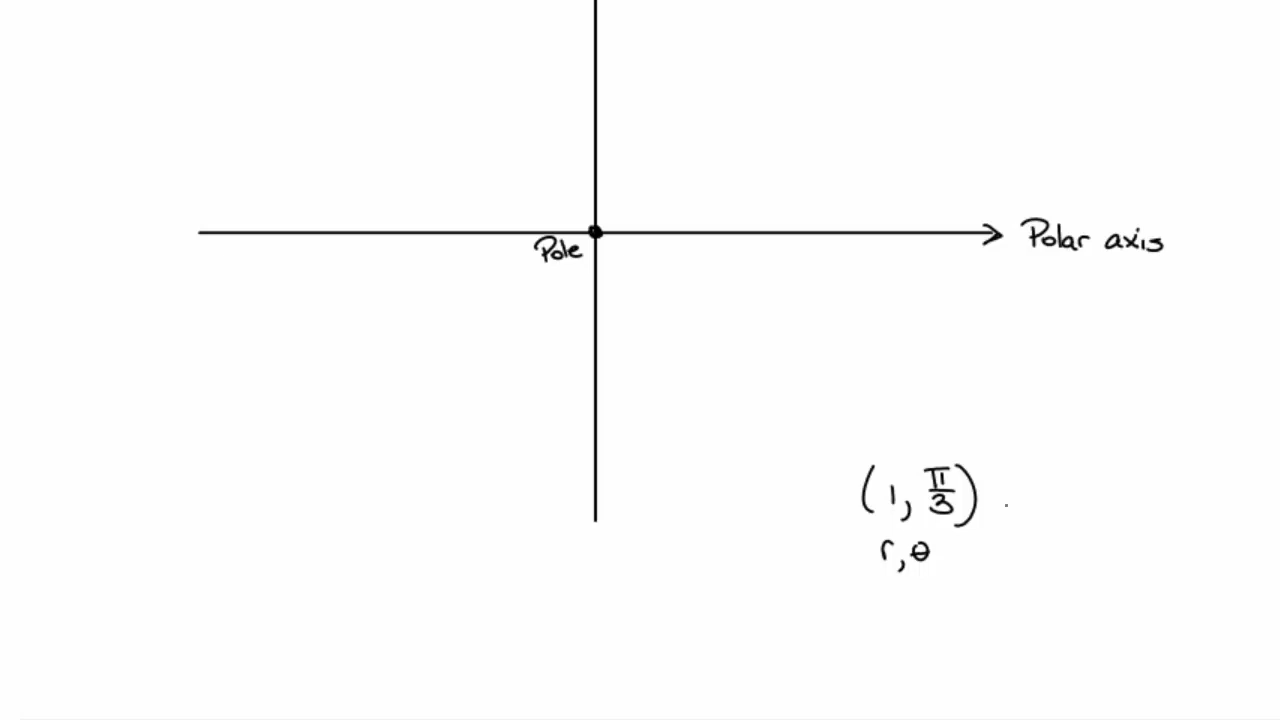 Polar axis
Pole
(1, π/3)
r, θ